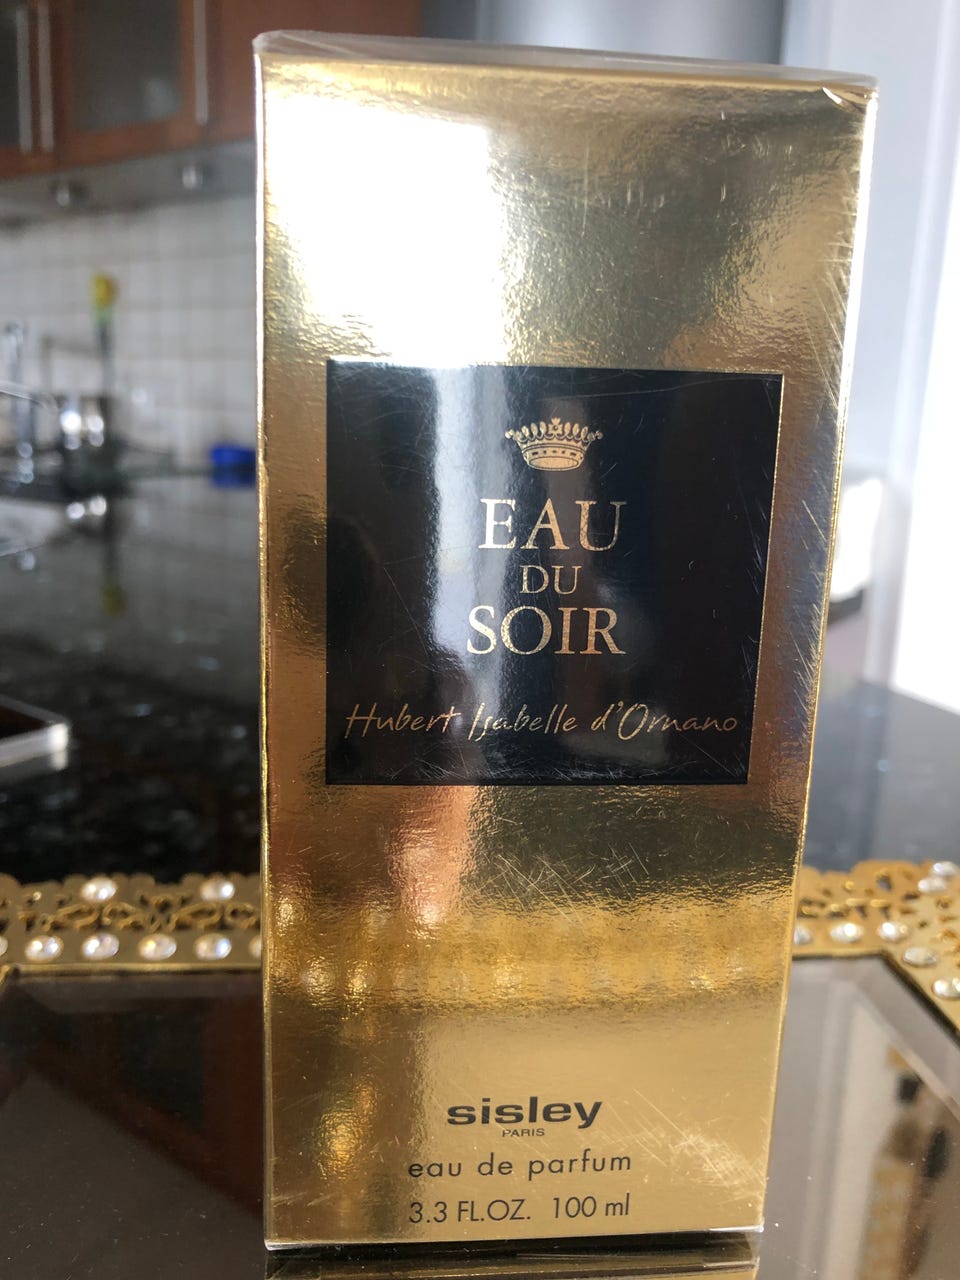 EAU
DU
SOIR
Hubert Isabelle d'Ornano
sisley
PARIS
eau de parfum
3.3 FL.OZ. 100 ml